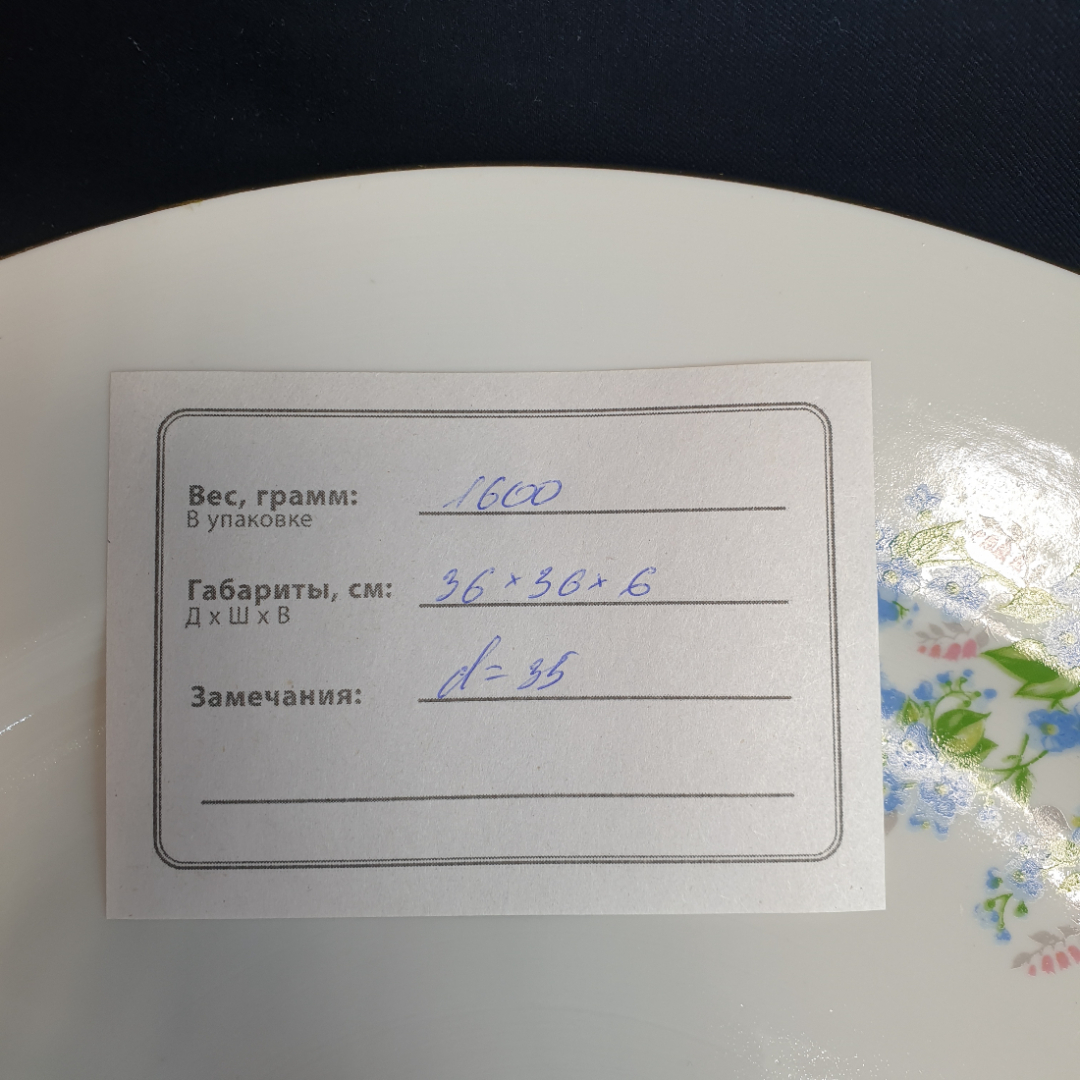 Вес, грамм: 1600
В упаковке
Габариты, см: 36 x 36 x 6
Д х Ш х В
Замечания: d = 35